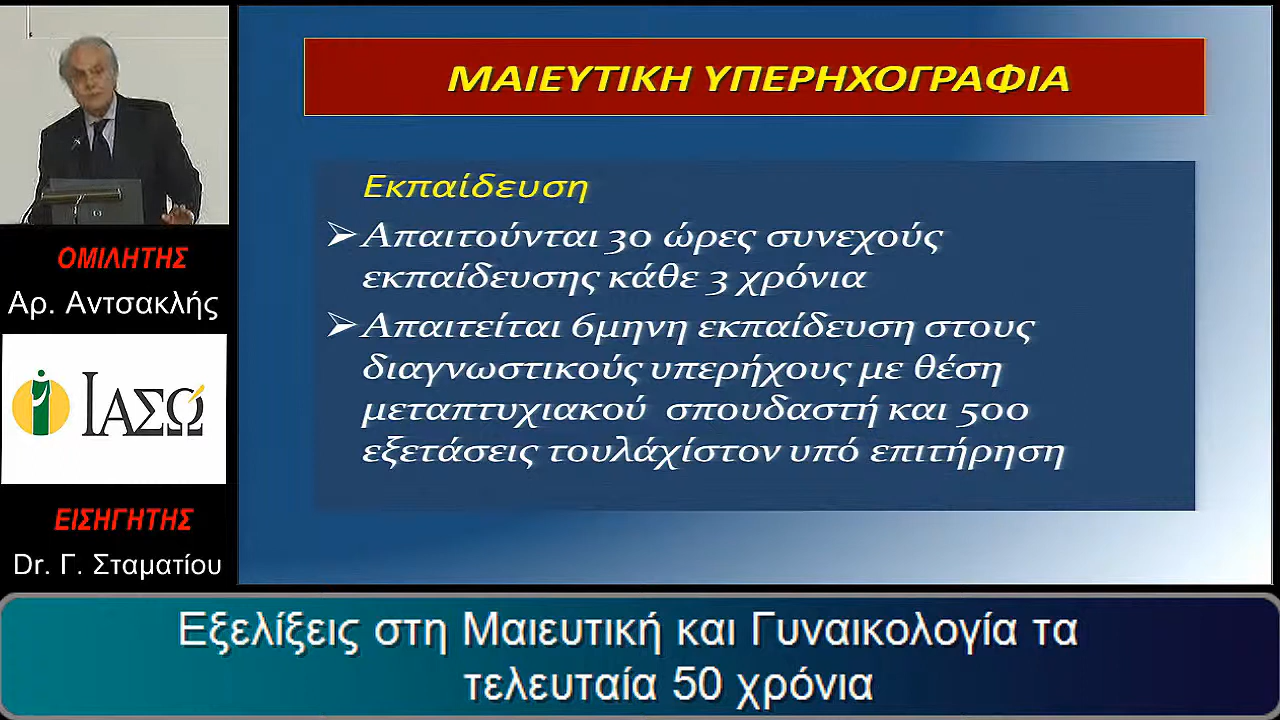 ΜΑΙΕΥΤΙΚΗ ΥΠΕΡΗΧΟΓΡΑΦΙΑ
Εκπαίδευση
Απαιτούνται 30 ώρες συνεχούς
εκπαίδευσης κάθε 3 χρόνια
Απαιτείται 6μηνη εκπαίδευση στους
διαγνωστικούς υπερήχους με θέση
μεταπτυχιακού σπουδαστή και 500
εξετάσεις τουλάχίστον υπό επιτήρηση
ΟΜΙΛΗΤΗΣ
Αρ. Αντσακλής
ΙΑΣΩ
ΕΙΣΗΓΗΤΗΣ
Dr. Γ. Σταματίου
Εξελίξεις στη Μαιευτική και Γυναικολογία τα
τελευταία 50 χρόνια